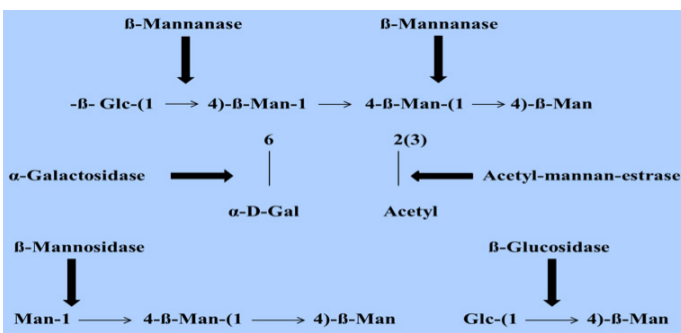 ß-Mannanase ß-Mannanase
-ß- Glc-(1 → 4)-ß-Man-1 → 4-ß-Man-(1 → 4)-ß-Man
6 2(3)
α-Galactosidase Acetyl-mannan-estrase
α-D-Gal Acetyl
ß-Mannosidase ß-Glucosidase
Man-1 → 4-ß-Man-(1 → 4)-ß-Man Glc-(1 → 4)-ß-Man